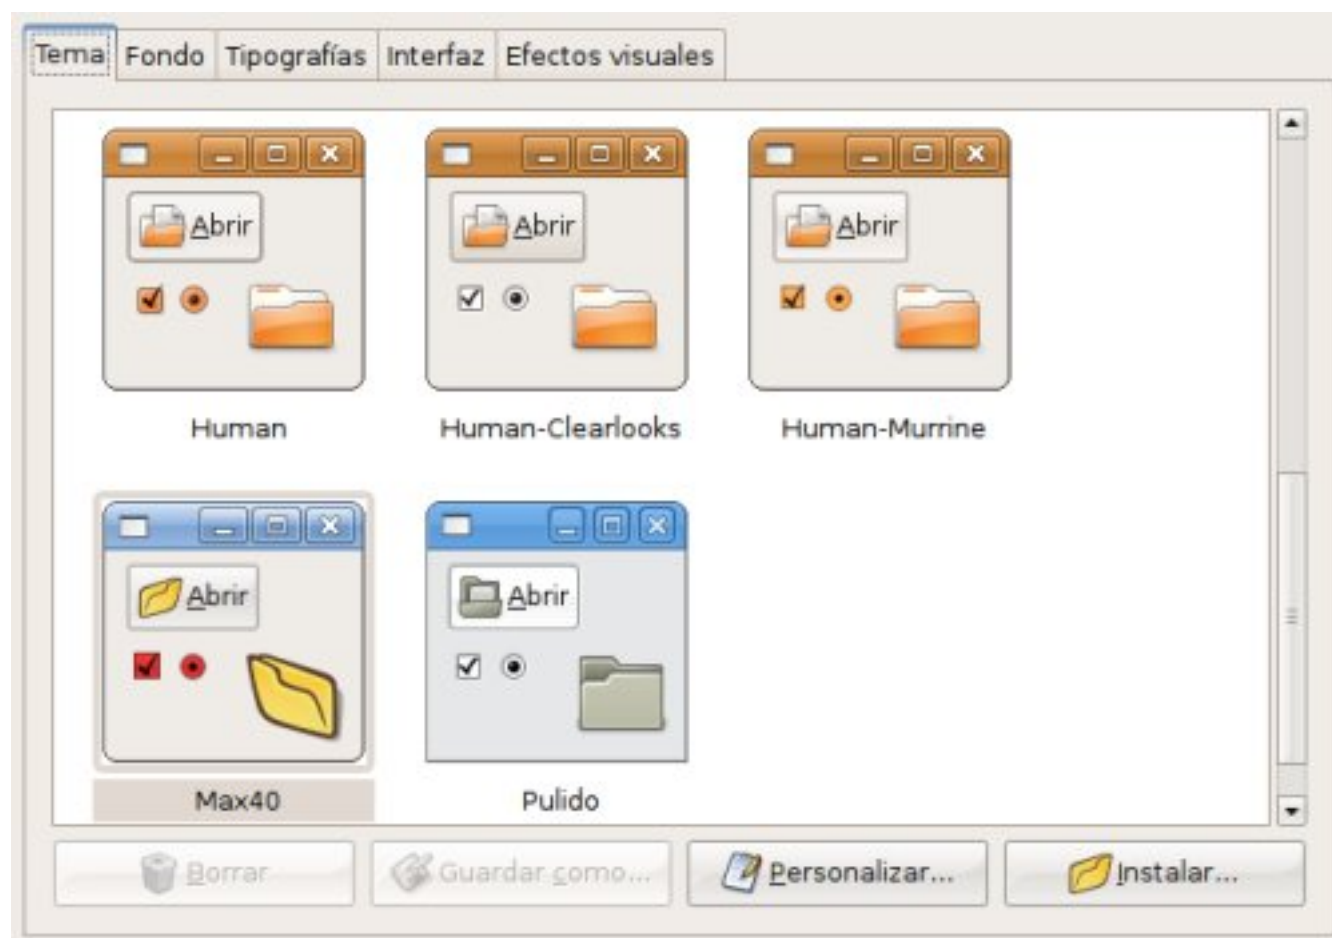 Tema Fondo Tipografías Interfaz Efectos visuales
Abrir Abrir Abrir
Human Human-Clearlooks Human-Murrine
Abrir Abrir
Max40 Pulido
Borrar Guardar como... Personalizar... Instalar...